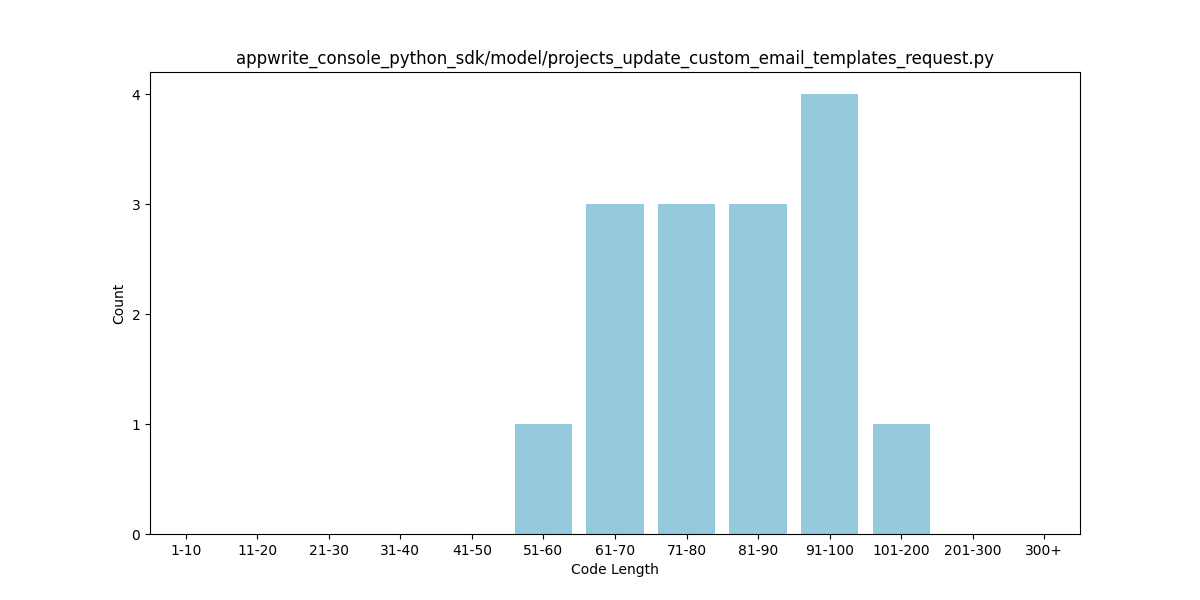 appwrite_console_python_sdk/model/projects_update_custom_email_templates_request.py
4
3
2
1
0
Count
1-10 11-20 21-30 31-40 41-50 51-60 61-70 71-80 81-90 91-100 101-200 201-300 300+
Code Length